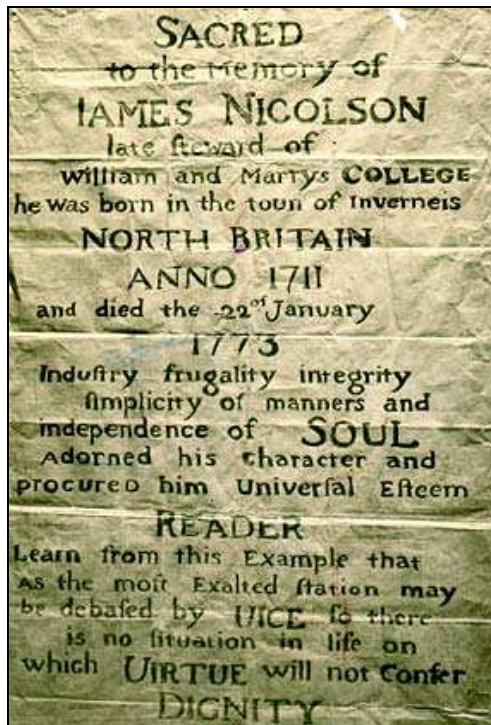 SACRED
to the Memory of
IAMES NICOLSON
late ſteward of
William and Marrys COLLEGE
he was born in the toun of Inverneis
NORTH BRITAIN
ANNO 1711
and died the 22ᵒᶠ January
1773
Induſtry frugality integrity
ſimplicity of manners and
independence of SOUL
Adorned his Character and
procured him Univerſal Eſteem
READER
Learn from this Example that
As the moſt Exalted ſtation may
be debaſed by UICE ſo there
is no ſituation in life on
which UIRTUE will not Confer
DIGNITY